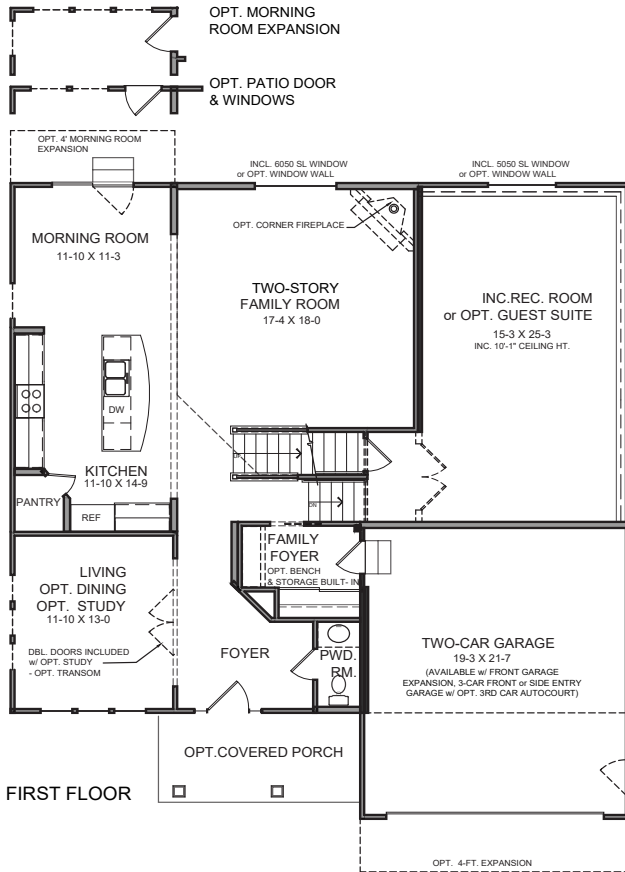 OPT. MORNING
ROOM EXPANSION
OPT. PATIO DOOR
& WINDOWS
OPT. 4' MORNING ROOM
EXPANSION
INCL. 6050 SL WINDOW
or OPT. WINDOW WALL
INCL. 5050 SL WINDOW
or OPT. WINDOW WALL
OPT. CORNER FIREPLACE
MORNING ROOM
11-10 X 11-3
TWO-STORY
FAMILY ROOM
17-4 X 18-0
INC.REC. ROOM
or OPT. GUEST SUITE
15-3 X 25-3
INC. 10'-1" CEILING HT.
DW
KITCHEN
11-10 X 14-9
PANTRY
REF
DN
FAMILY
FOYER
OPT. BENCH
& STORAGE BUILT- IN
LIVING
OPT. DINING
OPT. STUDY
11-10 X 13-0
DBL. DOORS INCLUDED
w/ OPT. STUDY
- OPT. TRANSOM
FOYER
PWD.
RM.
TWO-CAR GARAGE
19-3 X 21-7
(AVAILABLE w/ FRONT GARAGE
EXPANSION, 3-CAR FRONT or SIDE ENTRY
GARAGE w/ OPT. 3RD CAR AUTOCOURT)
OPT.COVERED PORCH
FIRST FLOOR
OPT. 4-FT. EXPANSION